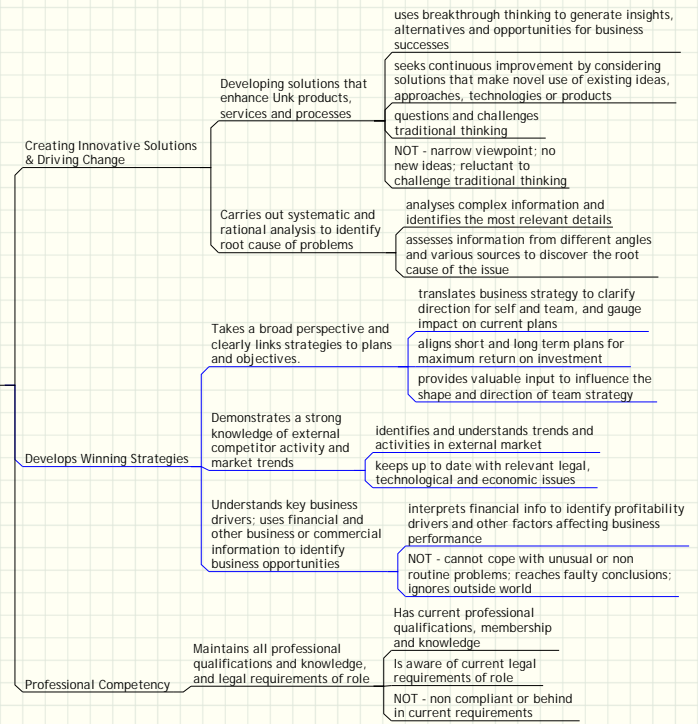 uses breakthrough thinking to generate insights,
alternatives and opportunities for business
successes
seeks continuous improvement by considering
solutions that make novel use of existing ideas,
approaches, technologies or products
Developing solutions that
enhance Unk products,
services and processes
questions and challenges
traditional thinking
NOT - narrow viewpoint; no
new ideas; reluctant to
challenge traditional thinking
Creating Innovative Solutions
& Driving Change
Carries out systematic and
rational analysis to identify
root cause of problems
analyses complex information and
identifies the most relevant details
assesses information from different angles
and various sources to discover the root
cause of the issue
Takes a broad perspective and
clearly links strategies to plans
and objectives.
translates business strategy to clarify
direction for self and team, and gauge
impact on current plans
aligns short and long term plans for
maximum return on investment
provides valuable input to influence the
shape and direction of team strategy
Develops Winning Strategies
Demonstrates a strong
knowledge of external
competitor activity and
market trends
identifies and understands trends and
activities in external market
keeps up to date with relevant legal,
technological and economic issues
Understands key business
drivers; uses financial and
other business or commercial
information to identify
business opportunities
interprets financial info to identify profitability
drivers and other factors affecting business
performance
NOT - cannot cope with unusual or non
routine problems; reaches faulty conclusions;
ignores outside world
Professional Competency
Maintains all professional
qualifications and knowledge,
and legal requirements of role
Has current professional
qualifications, membership
and knowledge
Is aware of current legal
requirements of role
NOT - non compliant or behind
in current requirements